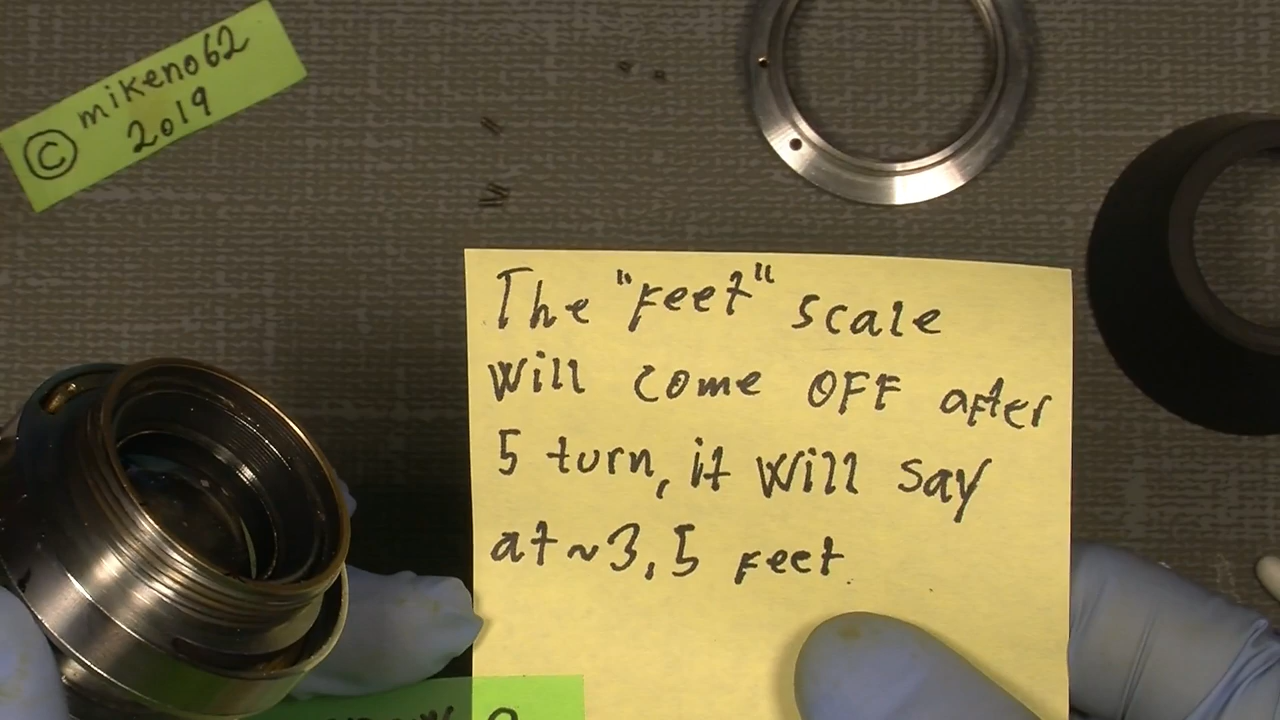 © mikeno62
2019
The "Feet" scale
will come OFF after
5 turn, it will say
at ~3,5 feet.